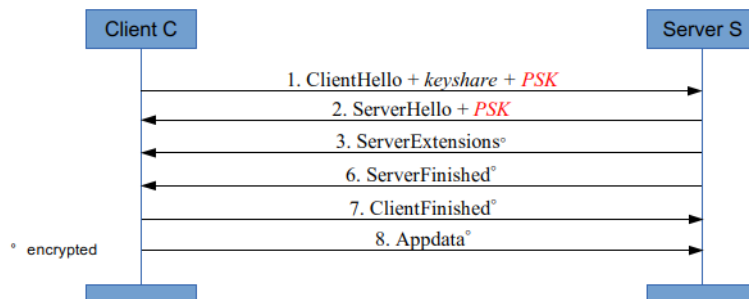 Client C
Server S
1. ClientHello + keyshare + PSK
2. ServerHello + PSK
3. ServerExtensions°
6. ServerFinished°
7. ClientFinished°
8. Appdata°
° encrypted